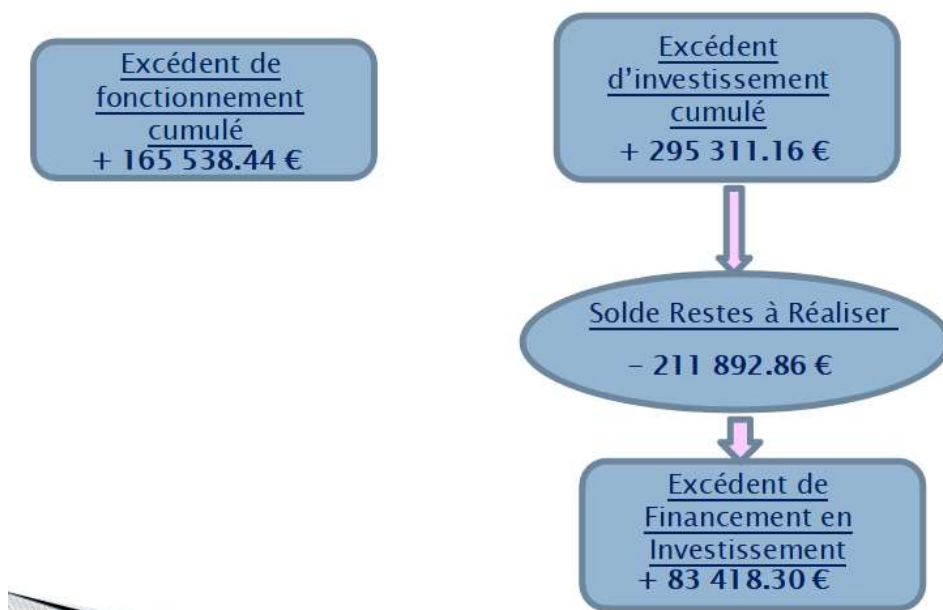 Excédent de
fonctionnement
cumulé
+ 165 538.44 €
Excédent
d'investissement
cumulé
+ 295 311.16 €
Solde Restes à Réaliser
– 211 892.86 €
Excédent de
Financement en
Investissement
+ 83 418.30 €